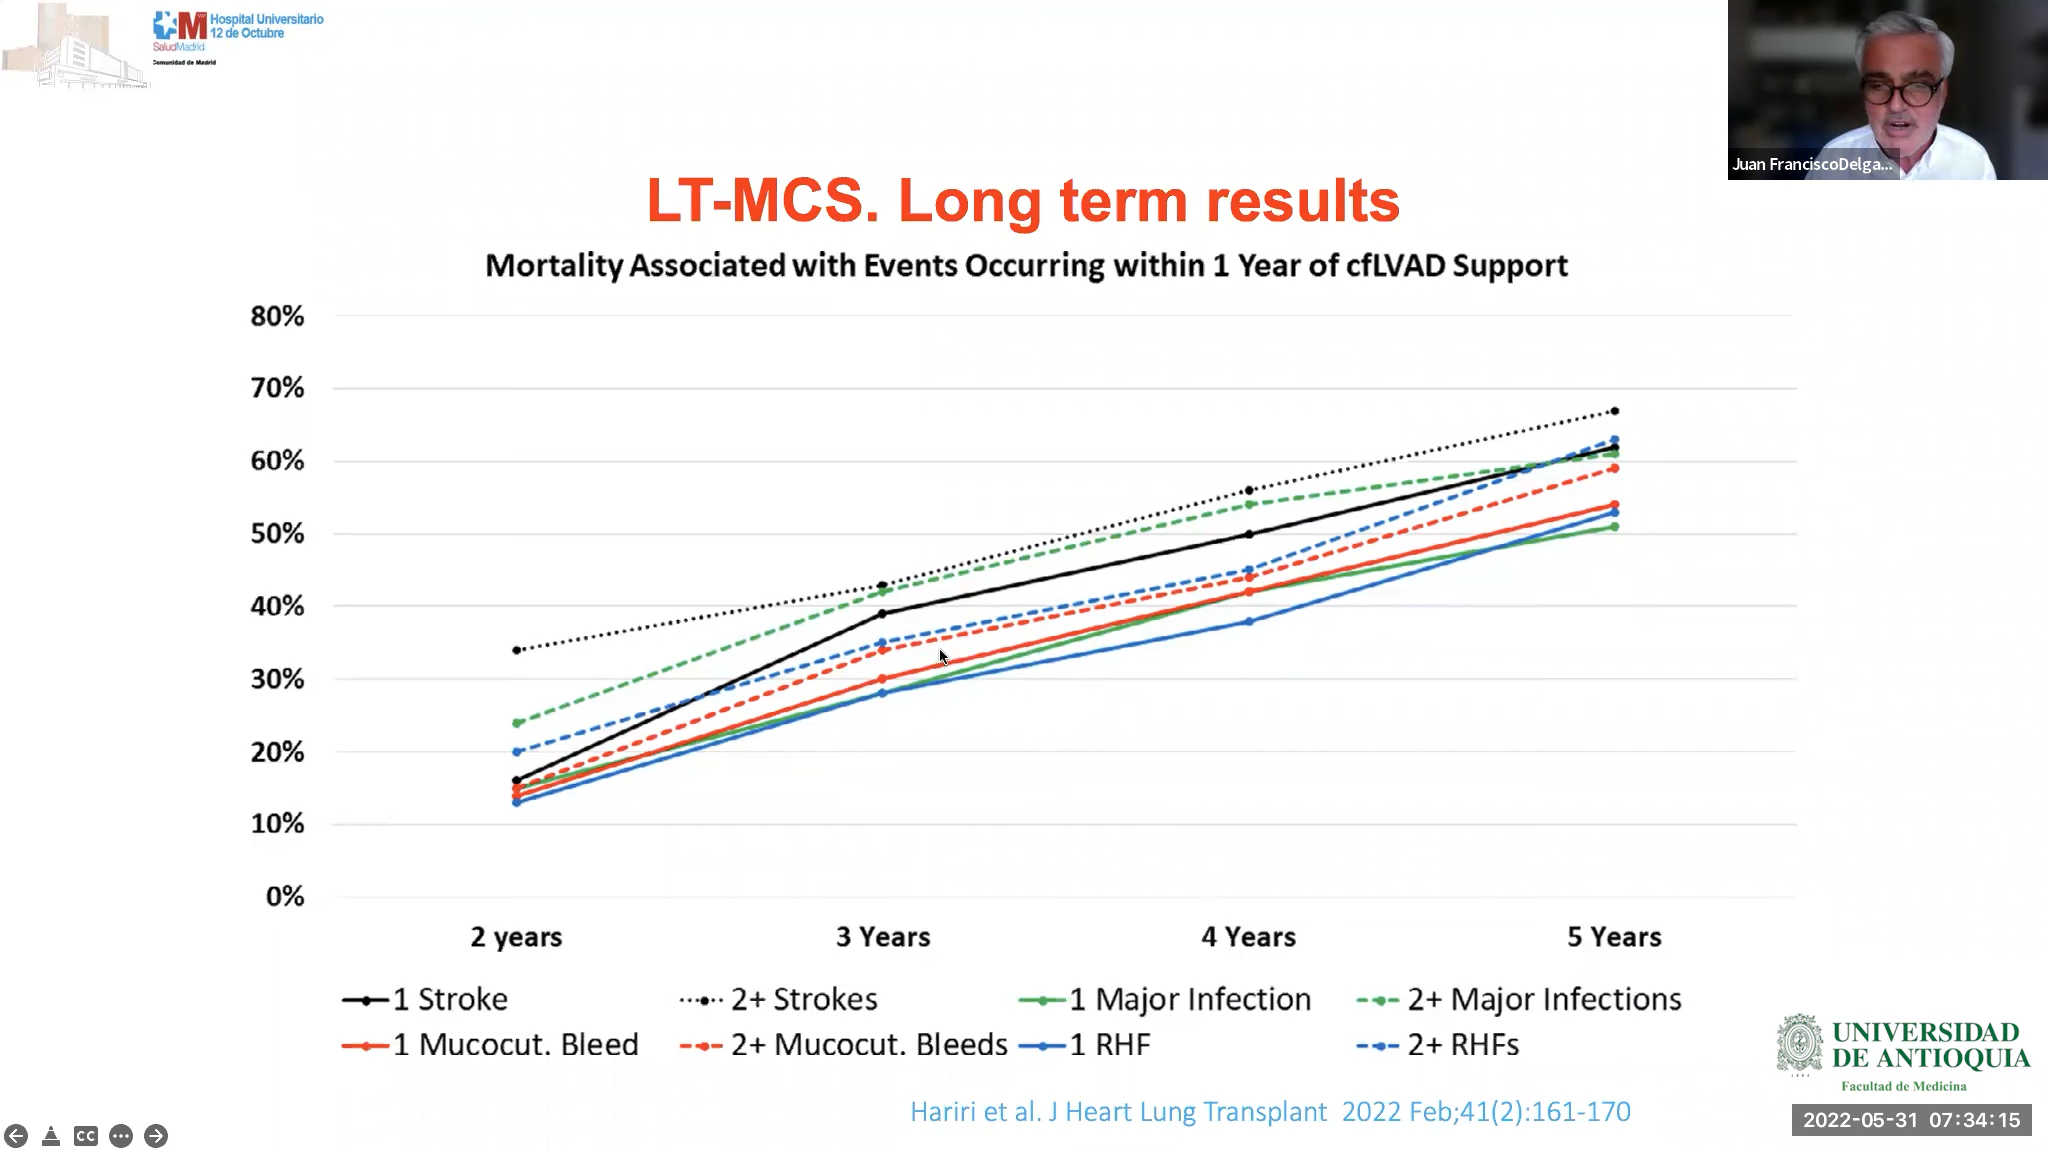 Hospital Universitario
12 de Octubre
SaludMadrid
Comunidad de Madrid
Juan FranciscoDelga...
LT-MCS. Long term results
Mortality Associated with Events Occurring within 1 Year of cfLVAD Support
80%
70%
60%
50%
40%
30%
20%
10%
0%
2 years 3 Years 4 Years 5 Years
1 Stroke 2+ Strokes 1 Major Infection 2+ Major Infections
1 Mucocut. Bleed 2+ Mucocut. Bleeds 1 RHF 2+ RHFs
UNIVERSIDAD
DE ANTIOQUIA
1803
Facultad de Medicina
Hariri et al. J Heart Lung Transplant 2022 Feb;41(2):161-170
2022-05-31 07:34:15
CC